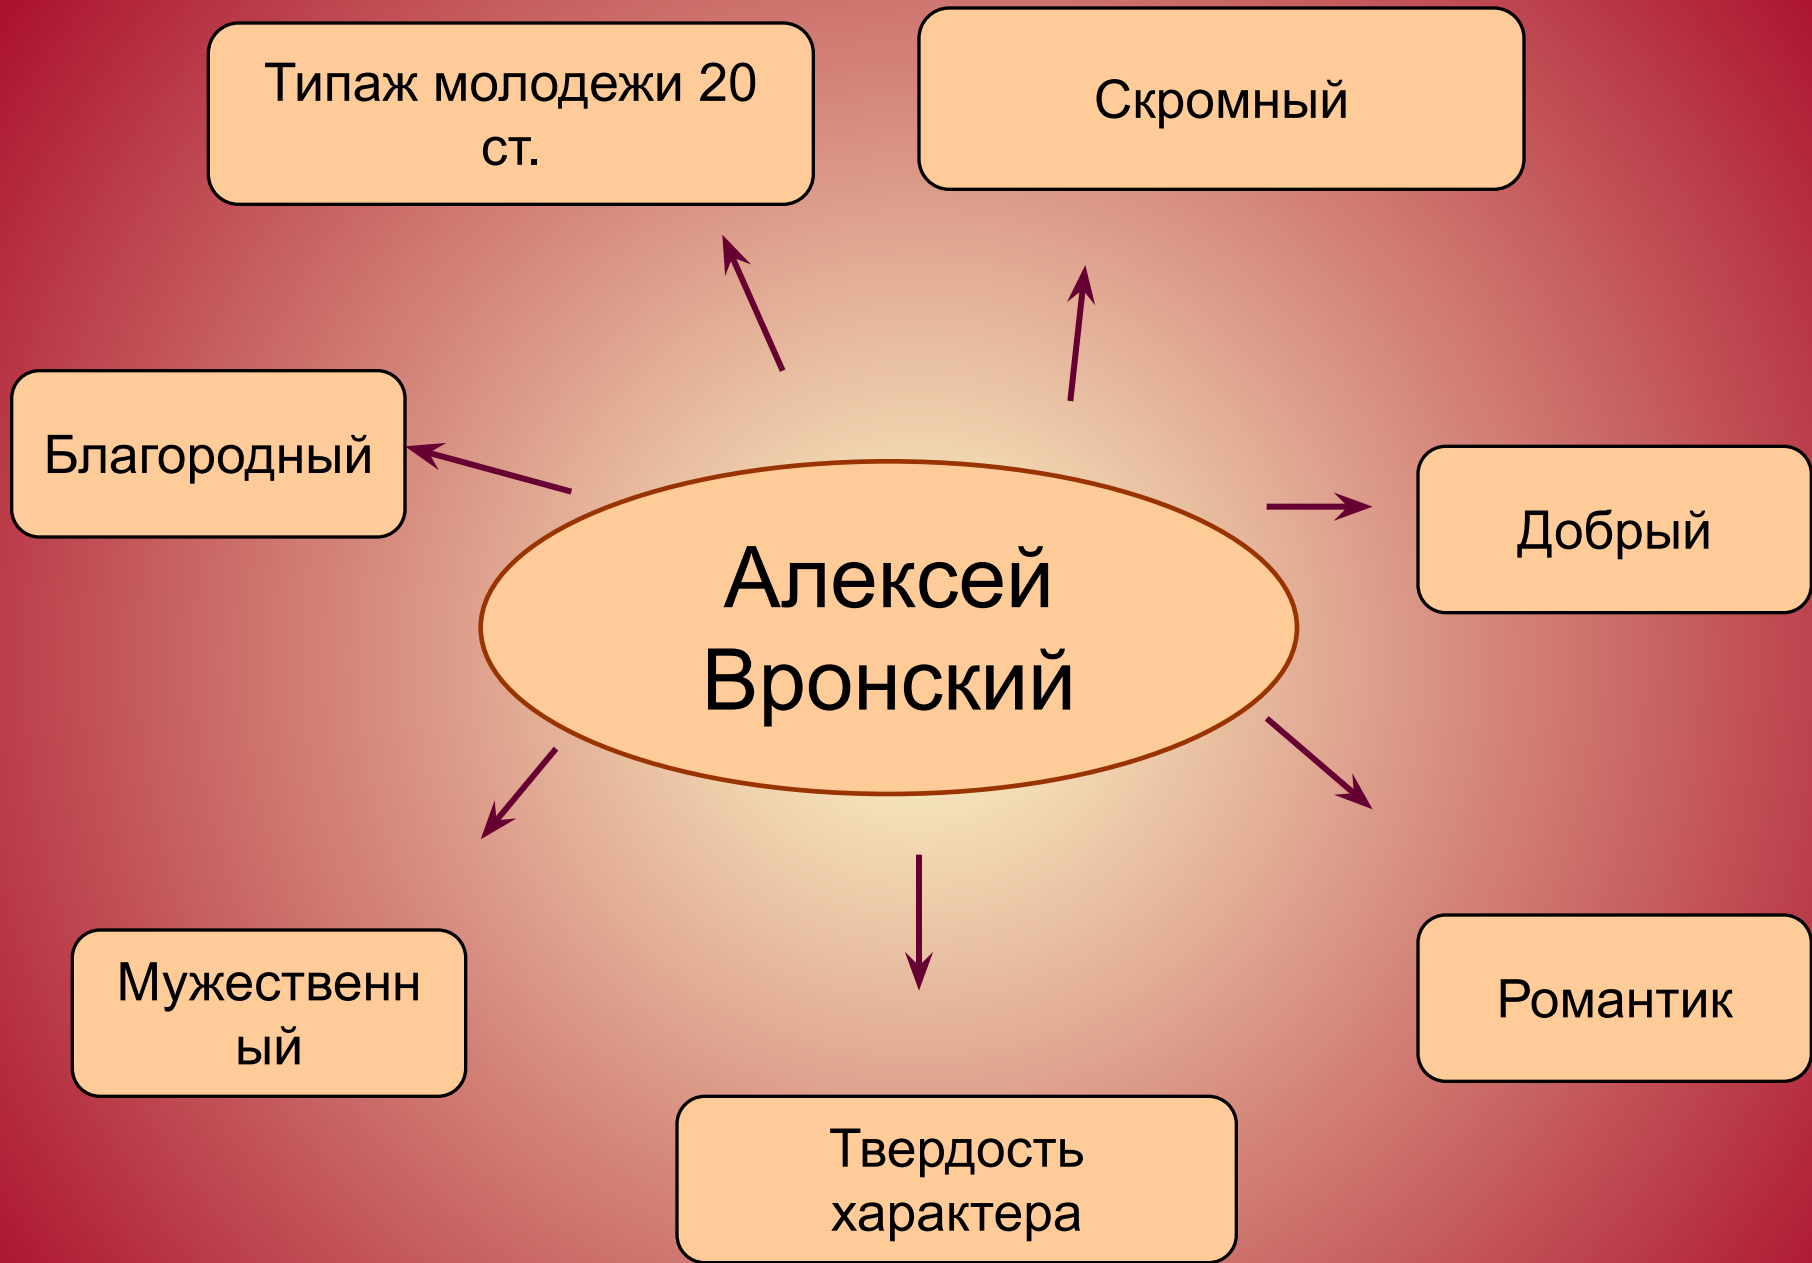 Типаж молодежи 20
ст.
Скромный
Благородный
Добрый
Алексей
Вронский
Мужественн
ый
Романтик
Твердость
характера